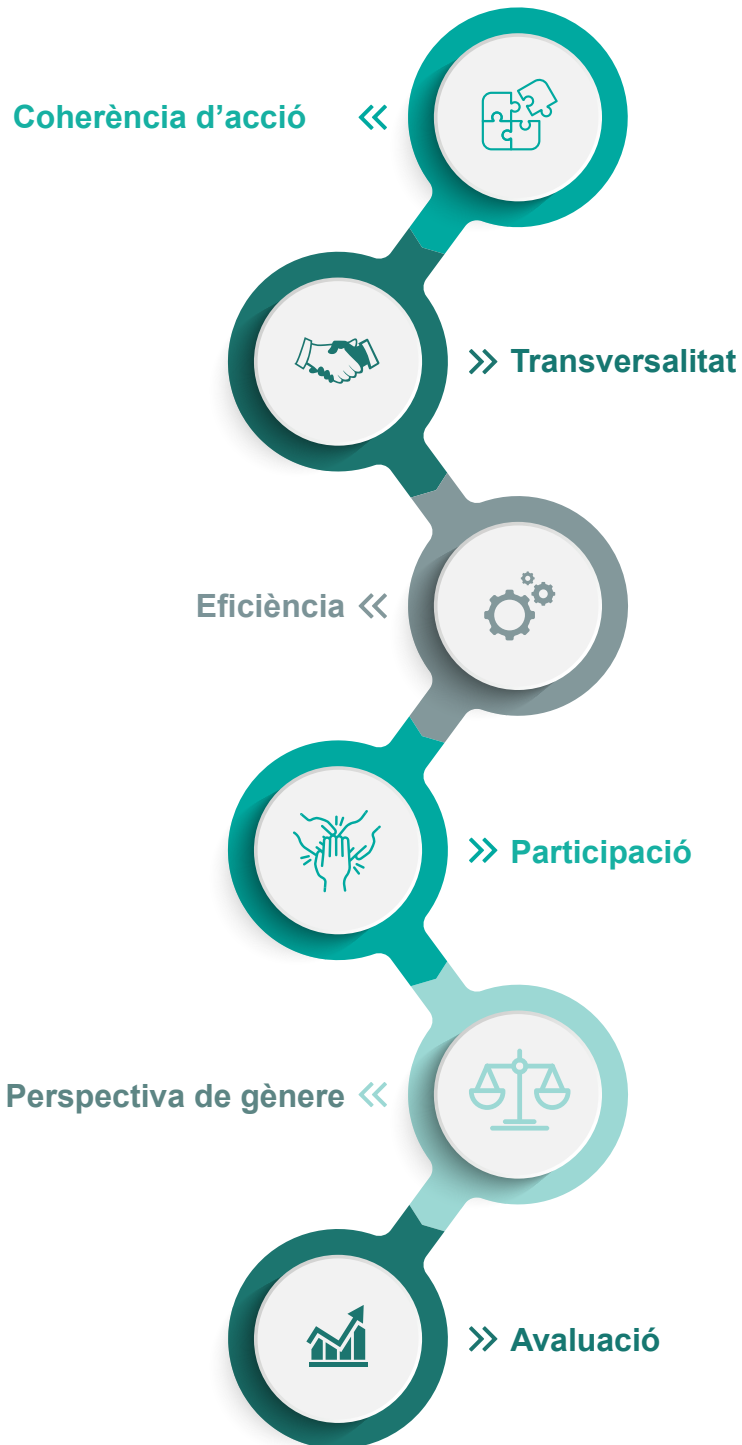 Coherència d’acció
Transversalitat
Eficiència
Participació
Perspectiva de gènere
Avaluació